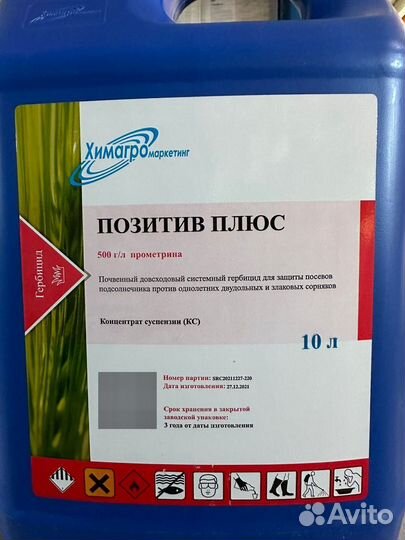 Химагро
маркетинг
ПОЗИТИВ ПЛЮС
500 г/л прометрина
Гербицид
Почвенный довсходовый системный гербицид для защиты посевов
подсолнечника против однолетних двудольных и злаковых сорняков
Концентрат суспензии (КС)
10 л
Номер партии: SRC20211227-220
Дата изготовления: 27.12.2021
Срок хранения в закрытой
заводской упаковке:
3 года от даты изготовления
Avito